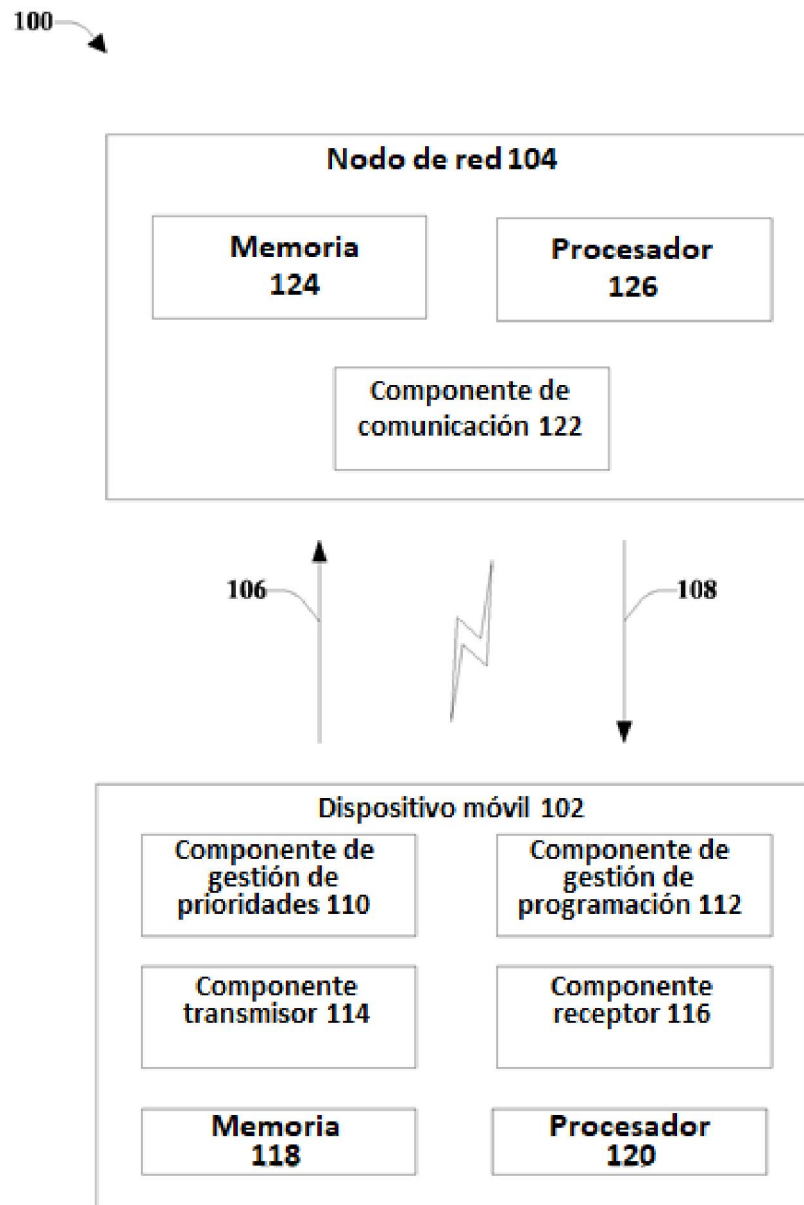 100
Nodo de red 104
Memoria
124
Procesador
126
Componente de
comunicación 122
106
108
Dispositivo móvil 102
Componente de
gestión de
prioridades 110
Componente de
gestión de
programación 112
Componente
transmisor 114
Componente
receptor 116
Memoria
118
Procesador
120